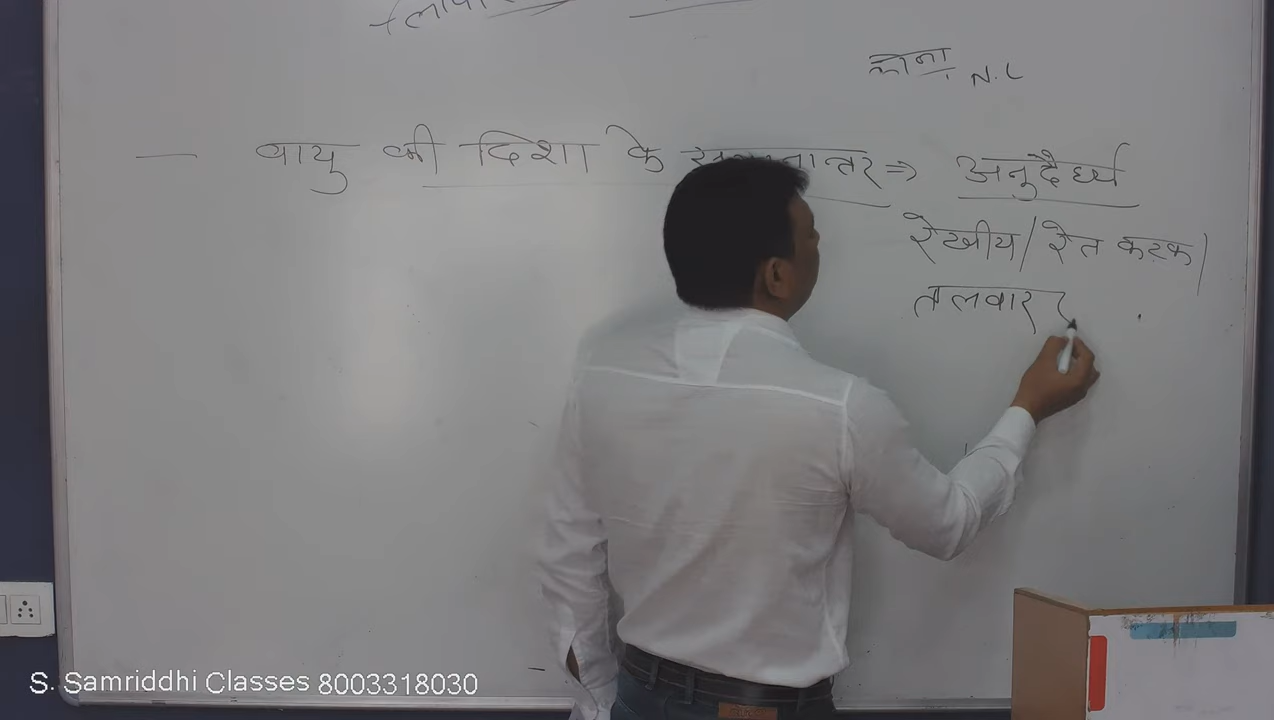 कोना N.L
— वायु की दिशा के समानान्तर ⇒ अनुदैर्ध्य
रेखीय / रेत कटक /
तलवार (
S. Samriddhi Classes 8003318030